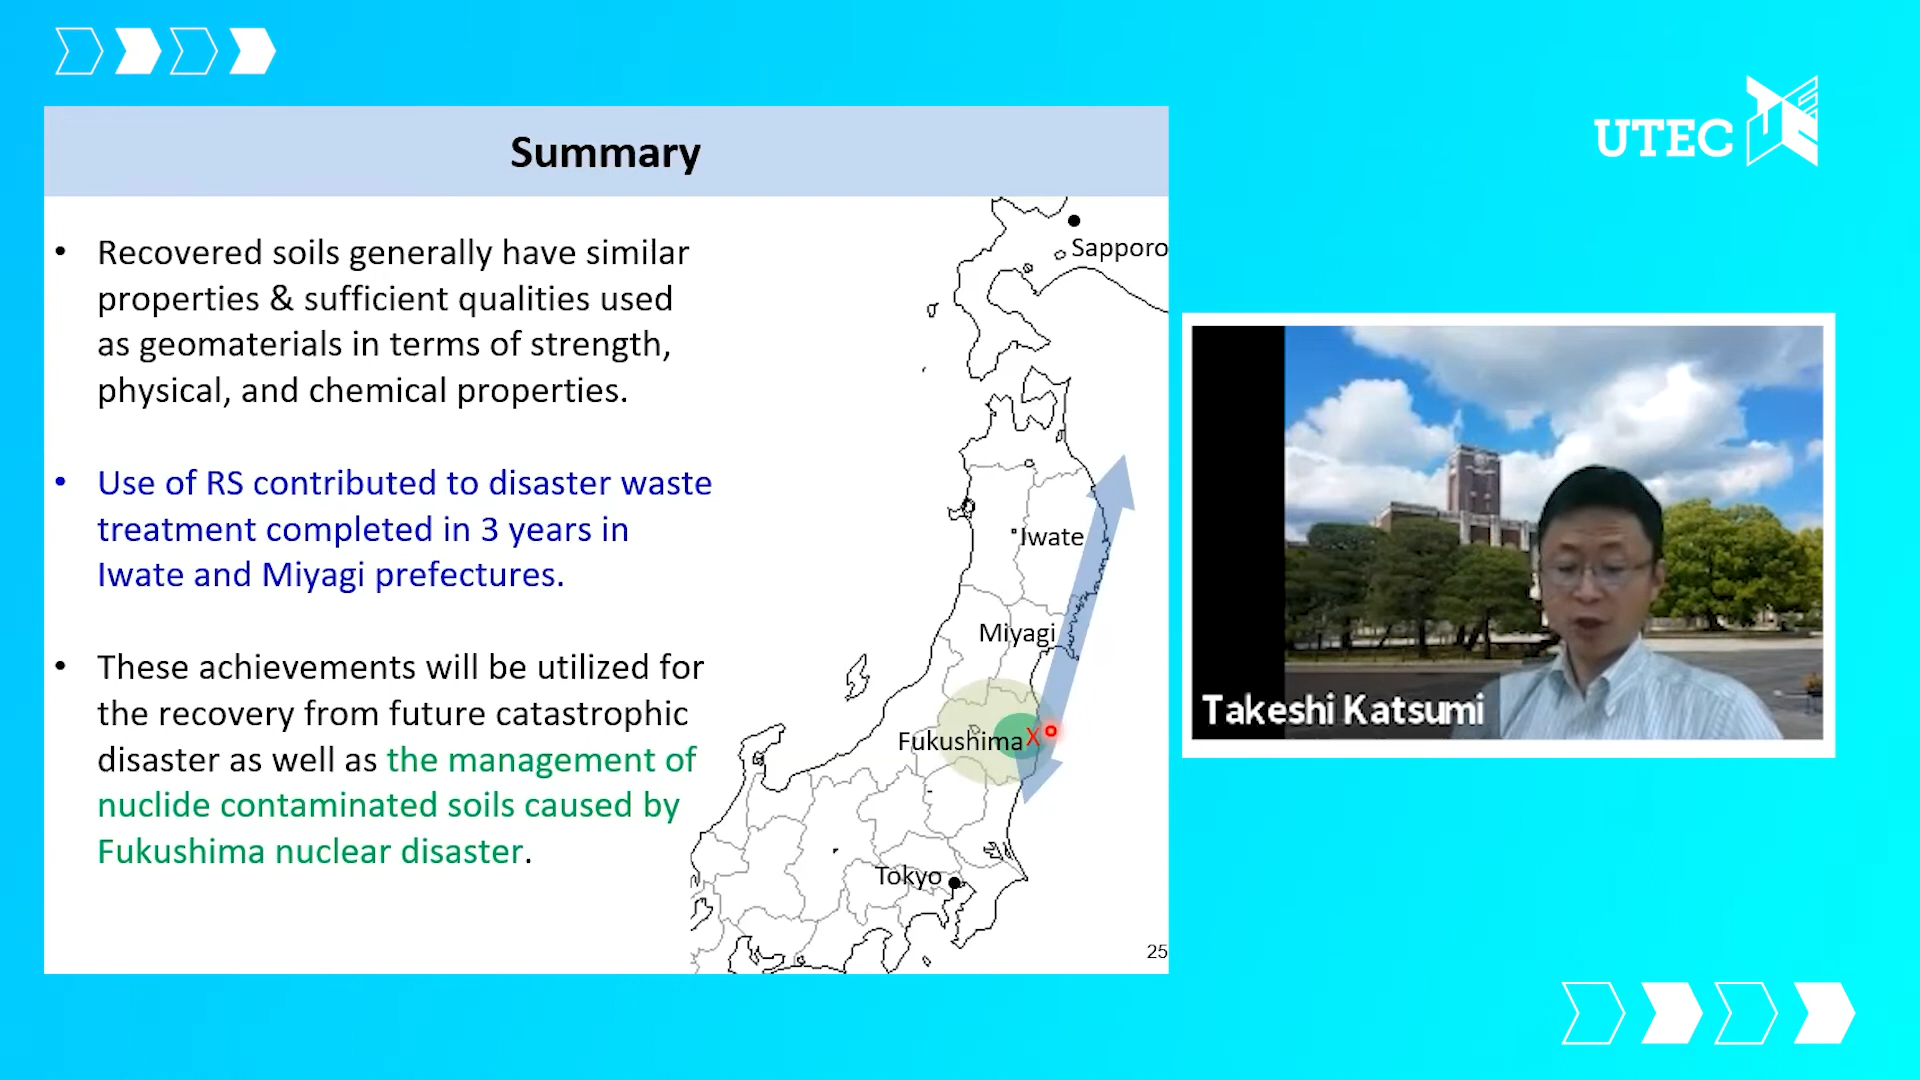 UTEC
Summary
• Recovered soils generally have similar
properties & sufficient qualities used
as geomaterials in terms of strength,
physical, and chemical properties.
• Use of RS contributed to disaster waste
treatment completed in 3 years in
Iwate and Miyagi prefectures.
• These achievements will be utilized for
the recovery from future catastrophic
disaster as well as the management of
nuclide contaminated soils caused by
Fukushima nuclear disaster.
Sapporo
Iwate
Miyagi
Fukushima X
Tokyo
25
Takeshi Katsumi